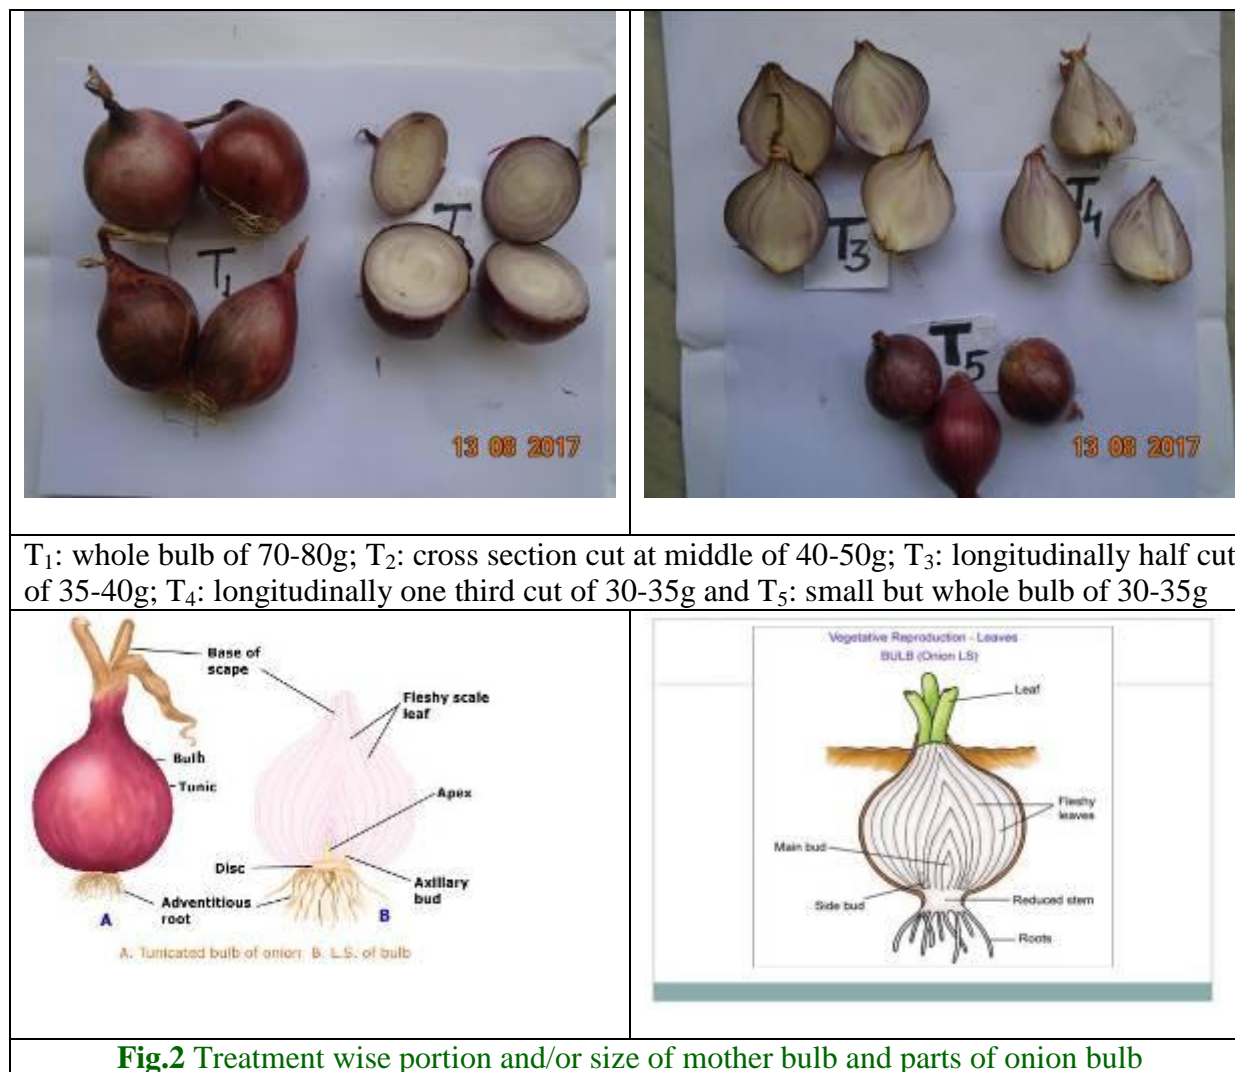 T1
T
13 08 2017
T3
T4
T5
13 08 2017
T₁: whole bulb of 70-80g; T₂: cross section cut at middle of 40-50g; T₃: longitudinally half cut
of 35-40g; T₄: longitudinally one third cut of 30-35g and T₅: small but whole bulb of 30-35g
Base of
scape
Fleshy scale
leaf
Bulb
Tunic
Apex
Disc
Axillary
bud
Adventitious
root
A
B
A. Tunicated bulb of onion B. L.S. of bulb
Vegetative Reproduction - Leaves
BULB (Onion LS)
Leaf
Fleshy
leaves
Main bud
Side bud
Reduced stem
Roots
Fig.2 Treatment wise portion and/or size of mother bulb and parts of onion bulb